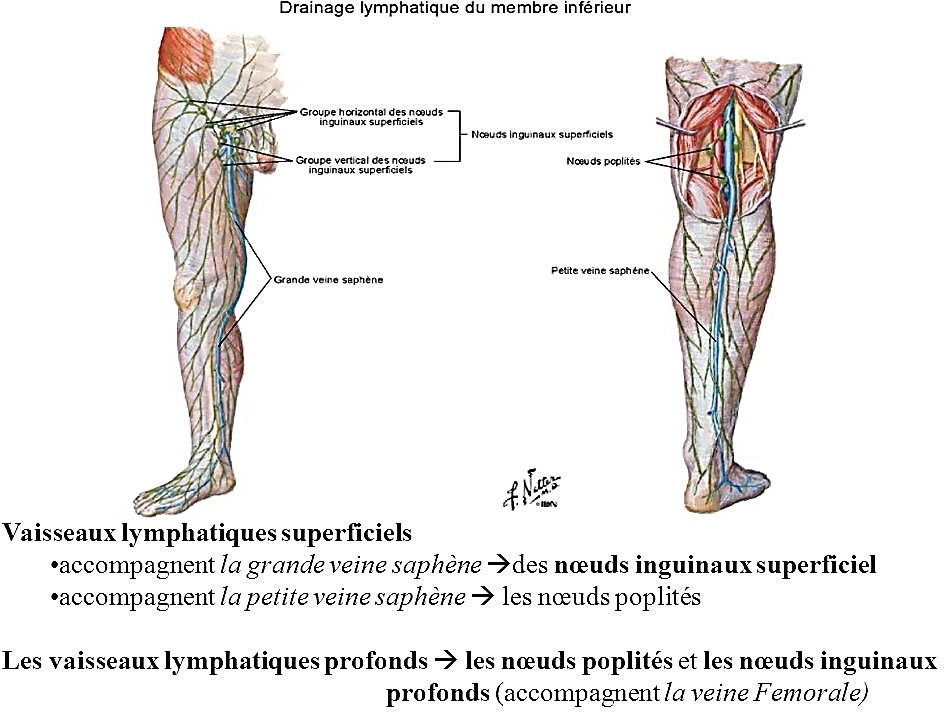 Drainage lymphatique du membre inférieur
Groupe horizontal des nœuds
inguinaux superficiels
Nœuds inguinaux superficiels
Groupe vertical des nœuds
inguinaux superficiels
Nœuds poplités
Grande veine saphène
Petite veine saphène
F. Netter
M.D.
Vaisseaux lymphatiques superficiels
•accompagnent la grande veine saphène →des nœuds inguinaux superficiel
•accompagnent la petite veine saphène → les nœuds poplités
Les vaisseaux lymphatiques profonds → les nœuds poplités et les nœuds inguinaux
profonds (accompagnent la veine Femorale)